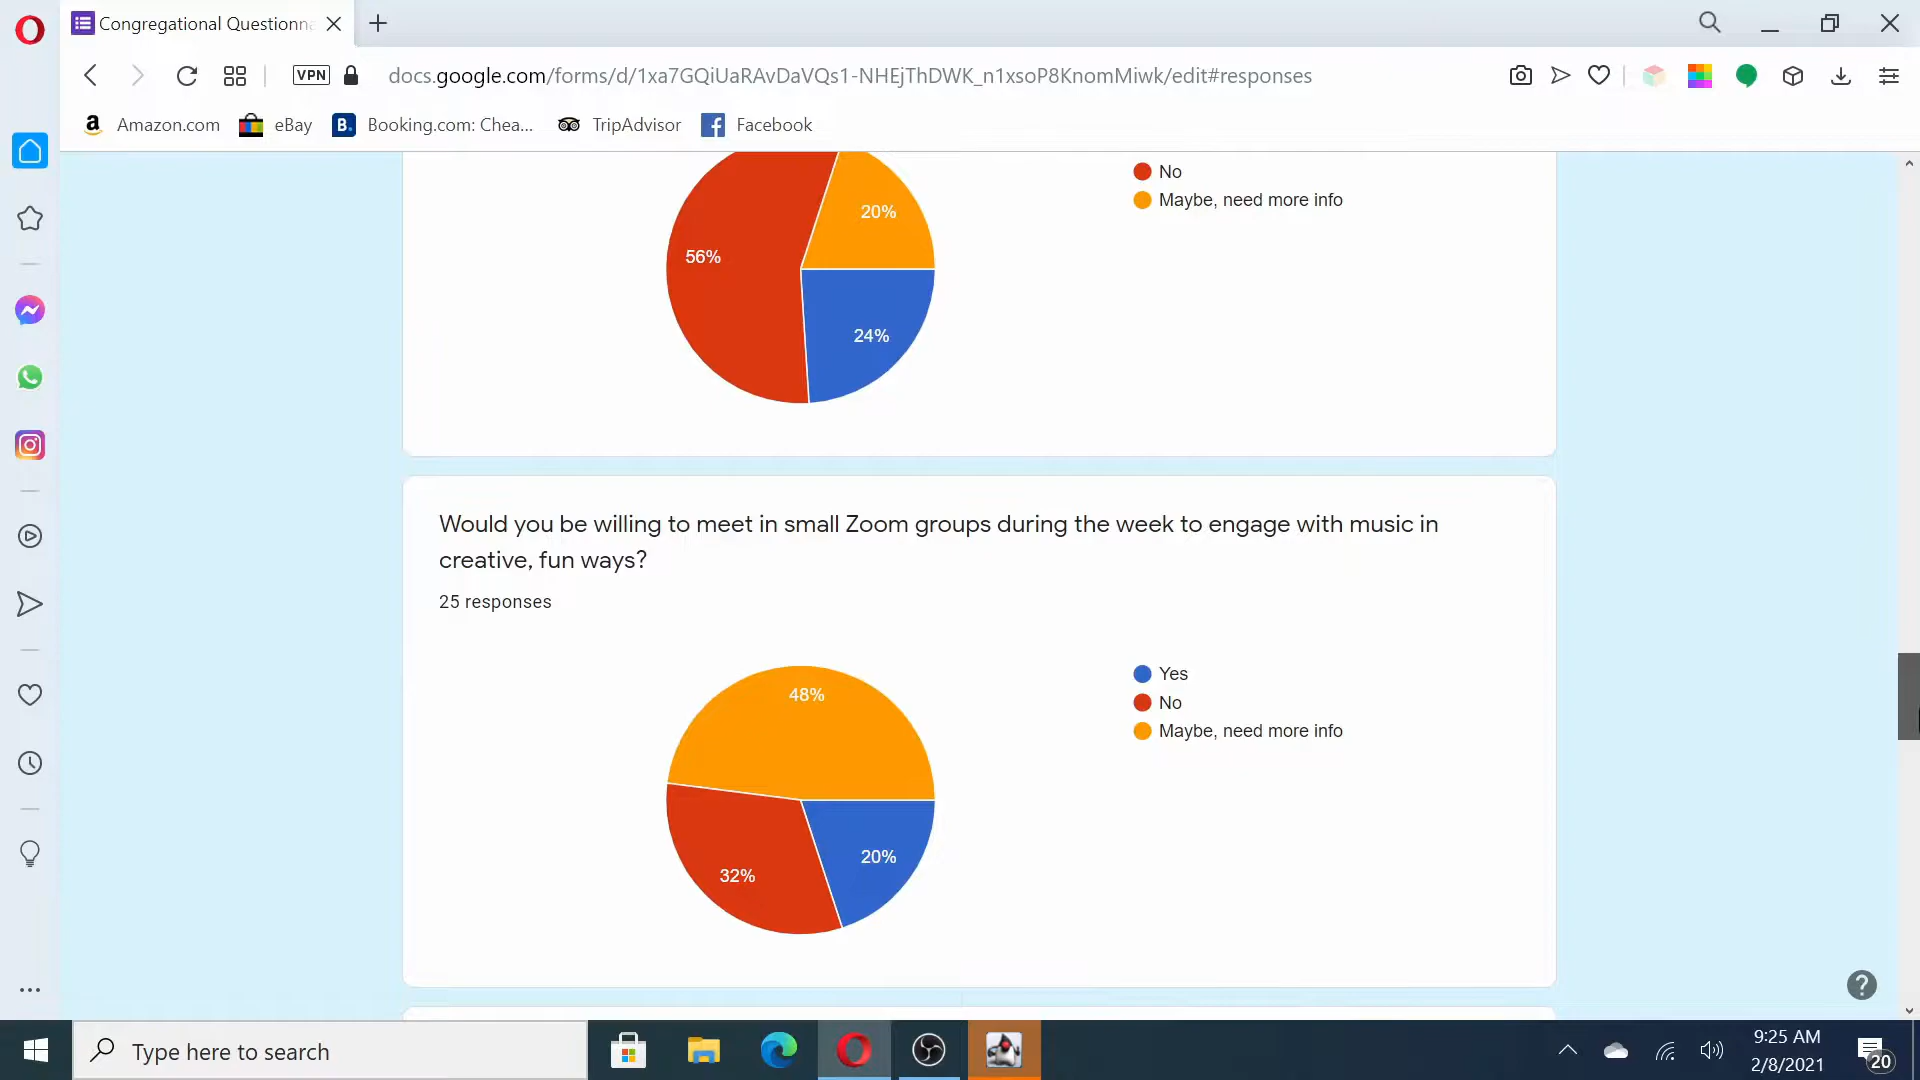 Congregational Questionn
VPN
docs.google.com/forms/d/1xa7GQiUaRAvDaVQs1-NHEjThDWK_n1xsoP8KnomMiwk/edit#responses
a Amazon.com
eBay
B. Booking.com: Chea...
TripAdvisor
Facebook
No
Maybe, need more info
20%
56%
24%
Would you be willing to meet in small Zoom groups during the week to engage with music in
creative, fun ways?
25 responses
Yes
No
Maybe, need more info
48%
20%
32%
?
Type here to search
9:25 AM
2/8/2021
20